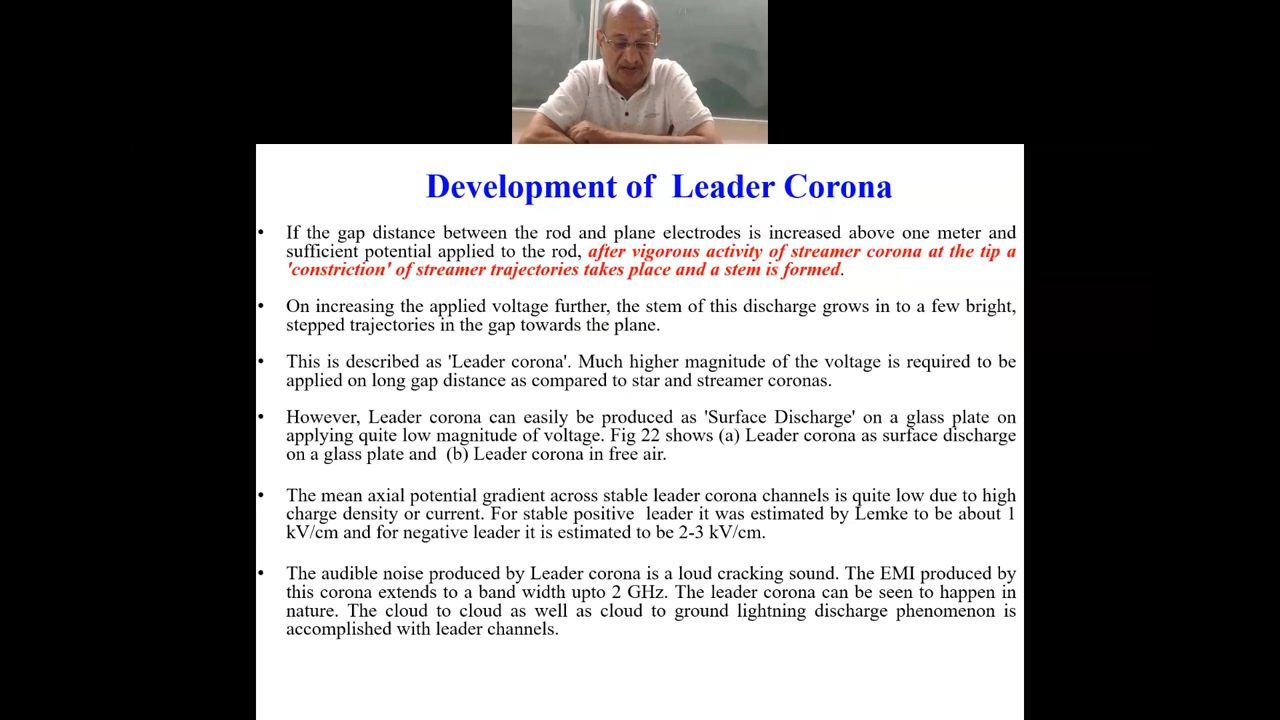 Development of Leader Corona
• If the gap distance between the rod and plane electrodes is increased above one meter and
sufficient potential applied to the rod, after vigorous activity of streamer corona at the tip a
'constriction' of streamer trajectories takes place and a stem is formed.
• On increasing the applied voltage further, the stem of this discharge grows in to a few bright,
stepped trajectories in the gap towards the plane.
• This is described as 'Leader corona'. Much higher magnitude of the voltage is required to be
applied on long gap distance as compared to star and streamer coronas.
• However, Leader corona can easily be produced as 'Surface Discharge' on a glass plate on
applying quite low magnitude of voltage. Fig 22 shows (a) Leader corona as surface discharge
on a glass plate and (b) Leader corona in free air.
• The mean axial potential gradient across stable leader corona channels is quite low due to high
charge density or current. For stable positive leader it was estimated by Lemke to be about 1
kV/cm and for negative leader it is estimated to be 2-3 kV/cm.
• The audible noise produced by Leader corona is a loud cracking sound. The EMI produced by
this corona extends to a band width upto 2 GHz. The leader corona can be seen to happen in
nature. The cloud to cloud as well as cloud to ground lightning discharge phenomenon is
accomplished with leader channels.